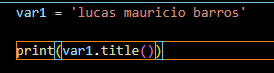 var1 = 'lucas mauricio barros'
print(var1.title())